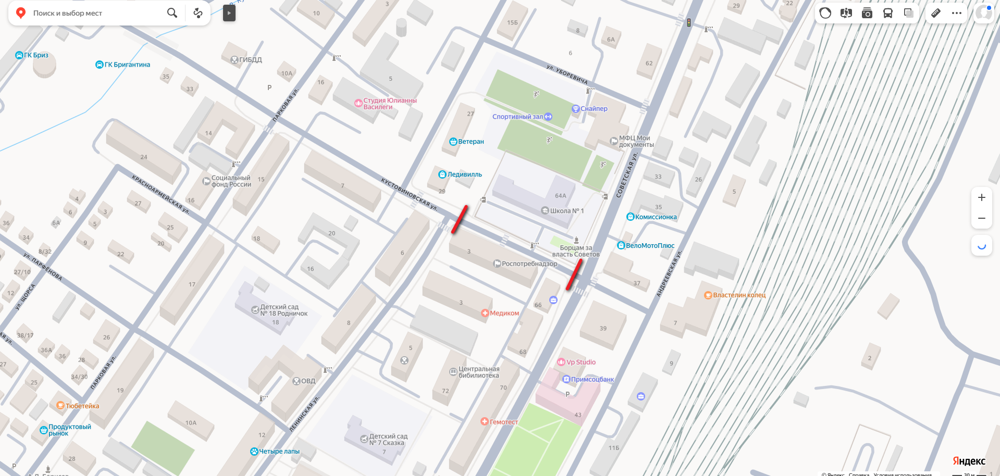 Поиск и выбор мест
ГК Бриз
ГК Бригантина
ГИБДД
10
3
15Б
29
22
8
6А
6
62
35
33
10А
16
5
P
ул. УБОРЕВИЧА
ПАРКОВАЯ ул.
Студия Юлианны
Василеги
27
Спортивный зал
Снайпер
Ветеран
МФЦ Мои
документы
14
24
15
Социальный
фонд России
Ледивилль
29
7
КУСТОВИНОВСКАЯ ул.
СОВЕТСКАЯ ул.
33
26
5
КРАСНОАРМЕЙСКАЯ ул.
16
4
27
64А
Школа № 1
35
Комиссионка
6
3
6А
5
36
25
34
9
20
18
20
22
8/32
6
3
Роспотребнадзор
Борцам за
власть Советов
ВелоМотоПлюс
ул. ПАРФЁНОВА
27/10
16
17
12
ул. ЩОРСА
37
АНДРЕЕВСКАЯ ул.
Властелин колец
66
3
Медиком
Детский сад
№ 18 Родничок
18
8
39
7
38/17
26
36А
36
28
27
34/30
25
5
68
Vp Studio
9
2
ПАРКОВАЯ ул.
19
ОВД
Центральная
библиотека
72
70
Примсоцбанк
P
43
Тюбетейка
Продуктовый
рынок
10А
ЛЕНИНСКАЯ ул.
12
Гемотест
Детский сад
№ 7 Сказка
7
Четыре лапы
28
P
11Б
Яндекс
© Яндекс Справка Условия использования
30 м